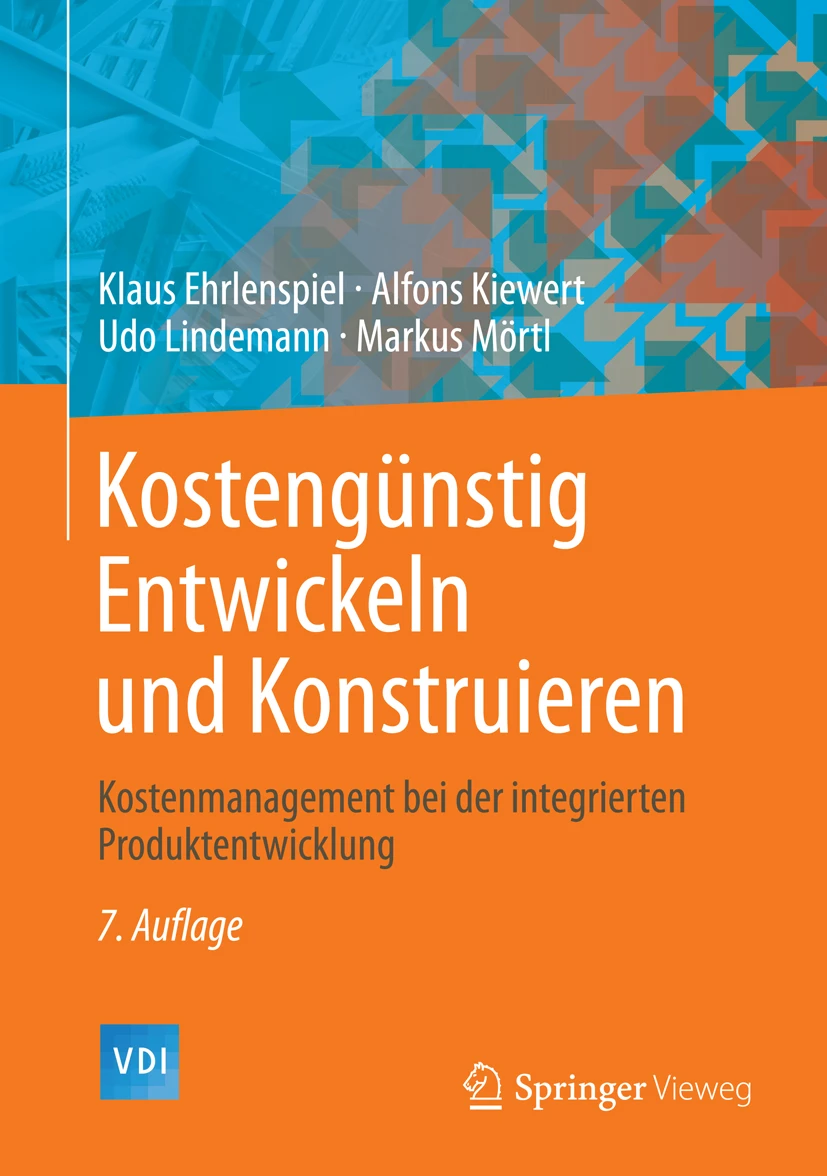 Klaus Ehrlenspiel · Alfons Kiewert
Udo Lindemann · Markus Mörtl
Kostengünstig
Entwickeln
und Konstruieren
Kostenmanagement bei der integrierten
Produktentwicklung
7. Auflage
VDI
Springer Vieweg